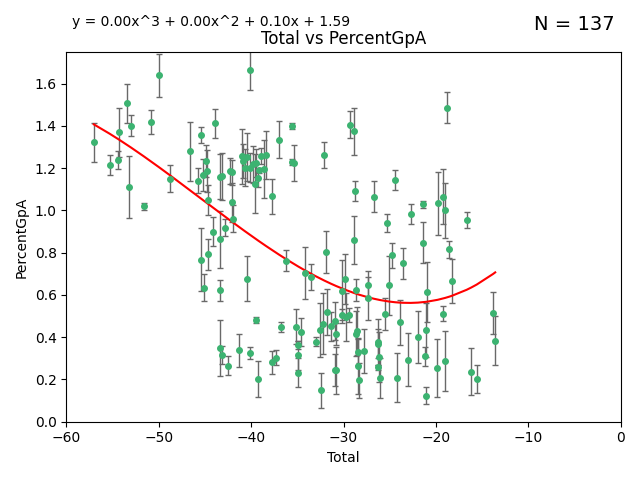 y = 0.00x^3 + 0.00x^2 + 0.10x + 1.59
N = 137
Total vs PercentGpA
PercentGpA
1.6
1.4
1.2
1.0
0.8
0.6
0.4
0.2
0.0
−60 −50 −40 −30 −20 −10 0
Total